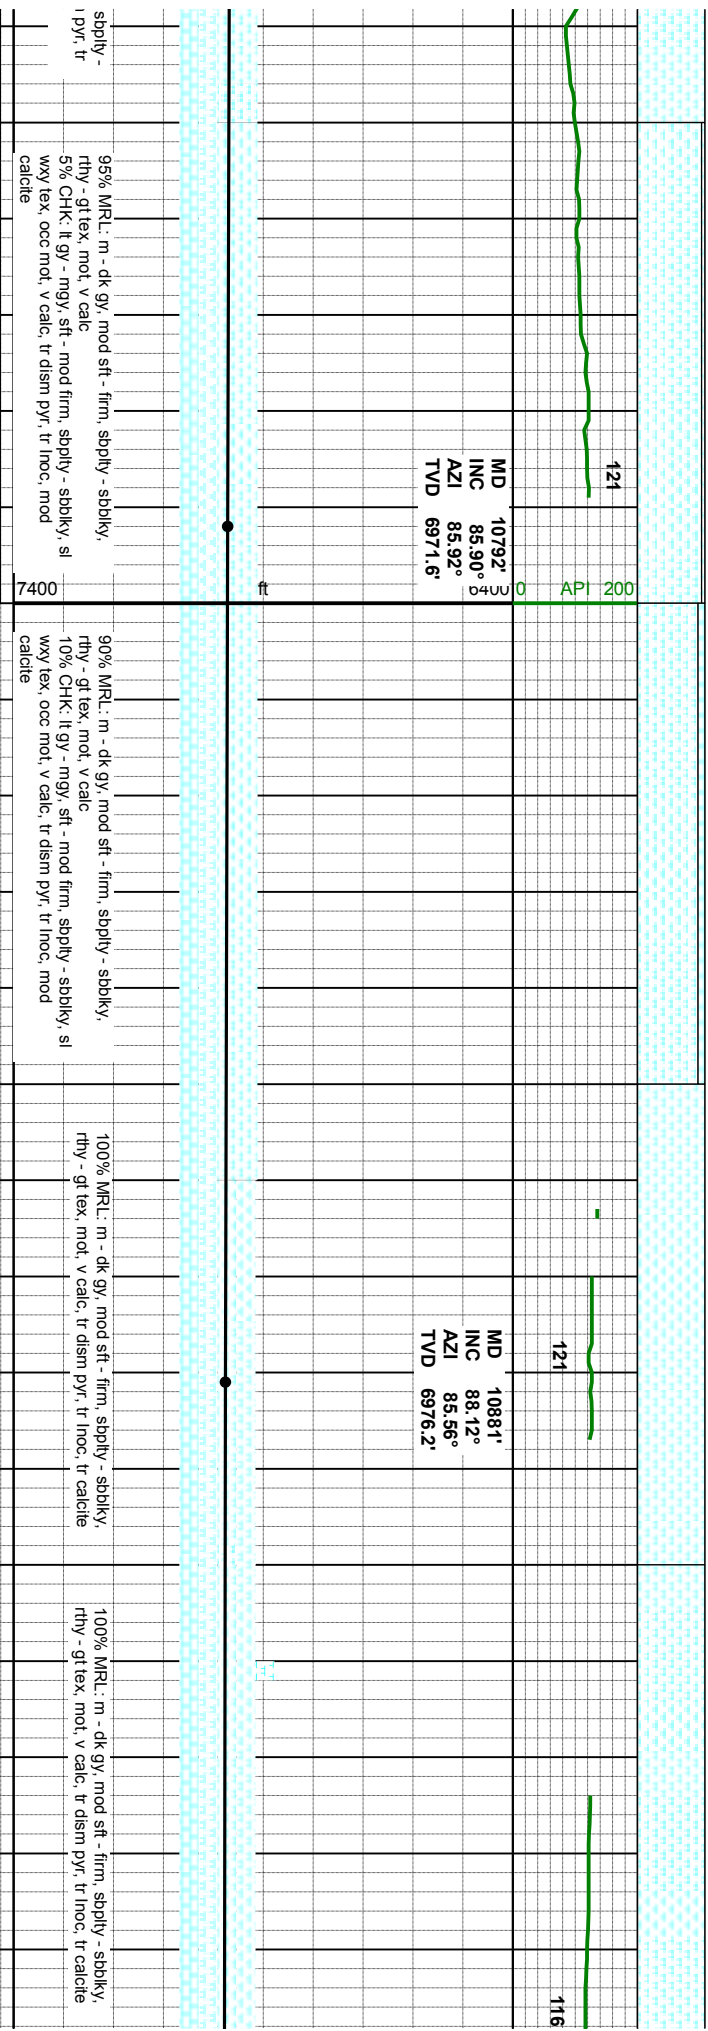 sbplty -
pyr, tr
95% MRL: m - dk gy, mod sft - firm, sbplty - sbblky,
rthy - gt tex, mot, v calc
5% CHK: lt gy - mgy, sft - mod firm, sbplty - sbblky, sl
wxy tex, occ mot, v calc, tr dism pyr, tr Inoc, mod
calcite
121
MD 10792'
INC 85.90°
AZI 85.92°
TVD 6971.6'
7400 ft 6400 0 API 200
90% MRL: m - dk gy, mod sft - firm, sbplty - sbblky,
rthy - gt tex, mot, v calc
10% CHK: lt gy - mgy, sft - mod firm, sbplty - sbblky, sl
wxy tex, occ mot, v calc, tr dism pyr, tr Inoc, mod
calcite
100% MRL: m - dk gy, mod sft - firm, sbplty - sbblky,
rthy - gt tex, mot, v calc, tr dism pyr, tr Inoc, tr calcite
121
MD 10881'
INC 88.12°
AZI 85.56°
TVD 6976.2'
100% MRL: m - dk gy, mod sft - firm, sbplty - sbblky,
rthy - gt tex, mot, v calc, tr dism pyr, tr Inoc, tr calcite
116